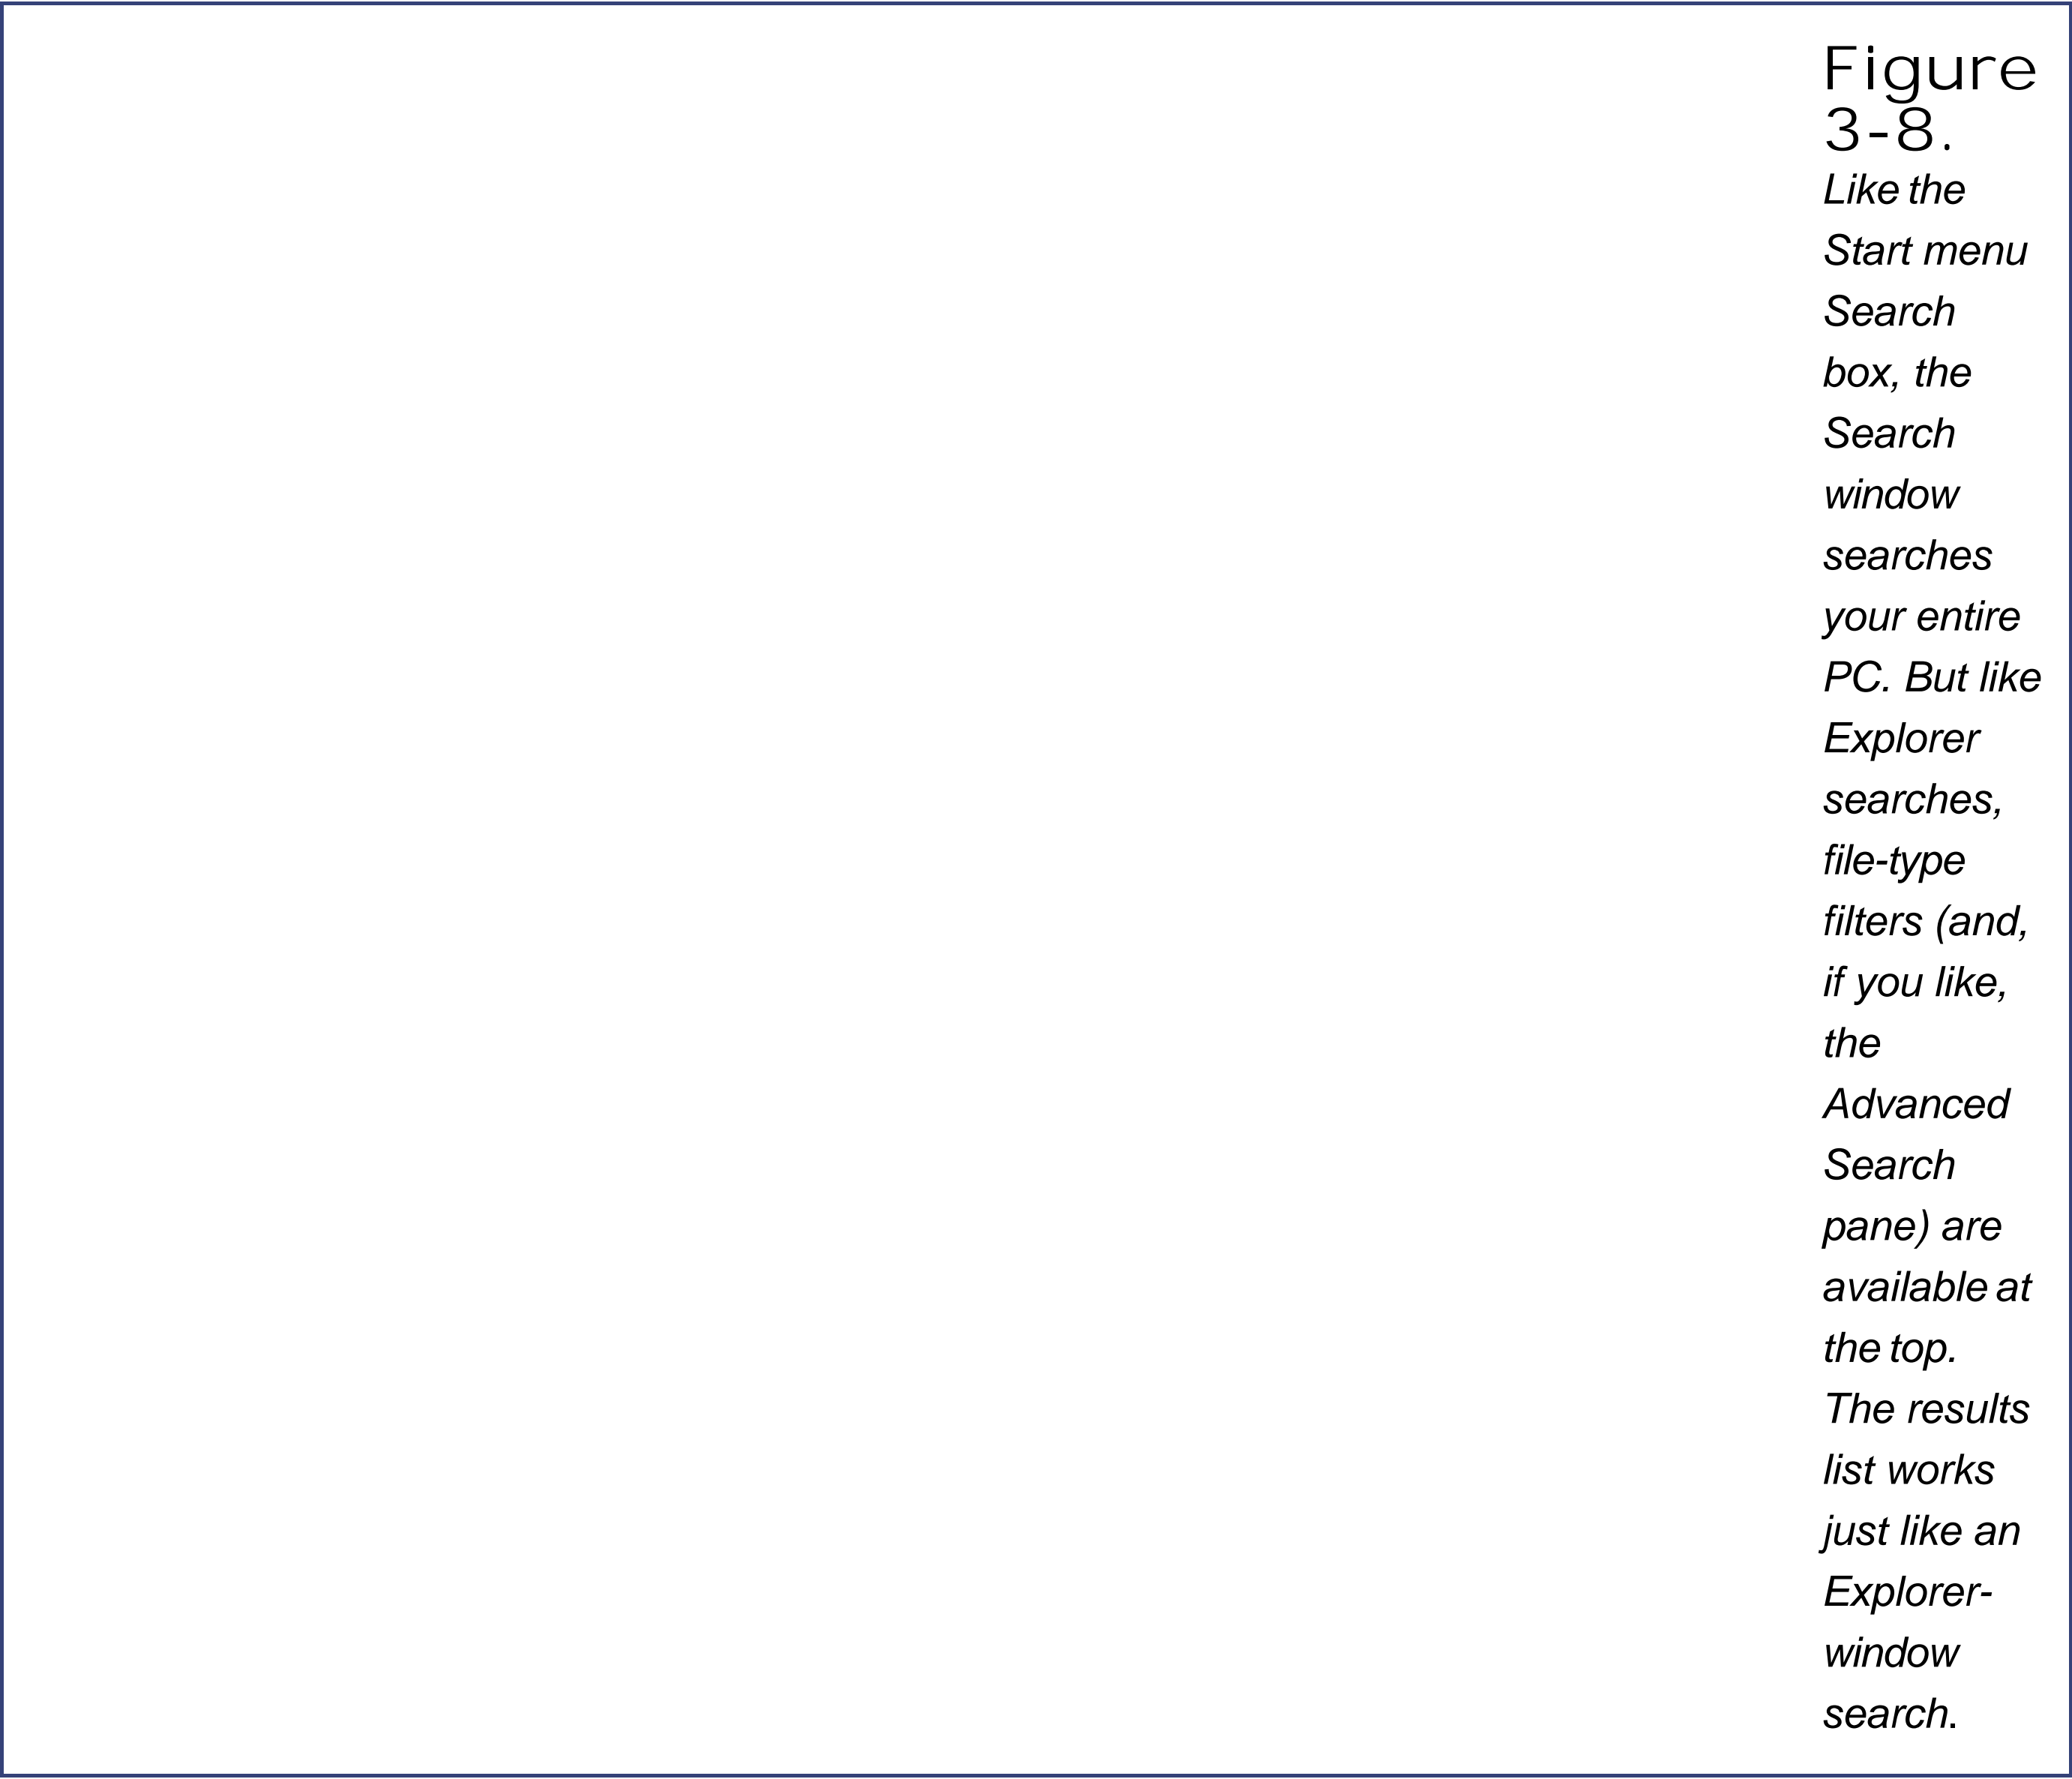 Figure
3-8.
Like the
Start menu
Search
box, the
Search
window
searches
your entire
PC. But like
Explorer
searches,
file-type
filters (and,
if you like,
the
Advanced
Search
pane) are
available at
the top.
The results
list works
just like an
Explorer-
window
search.